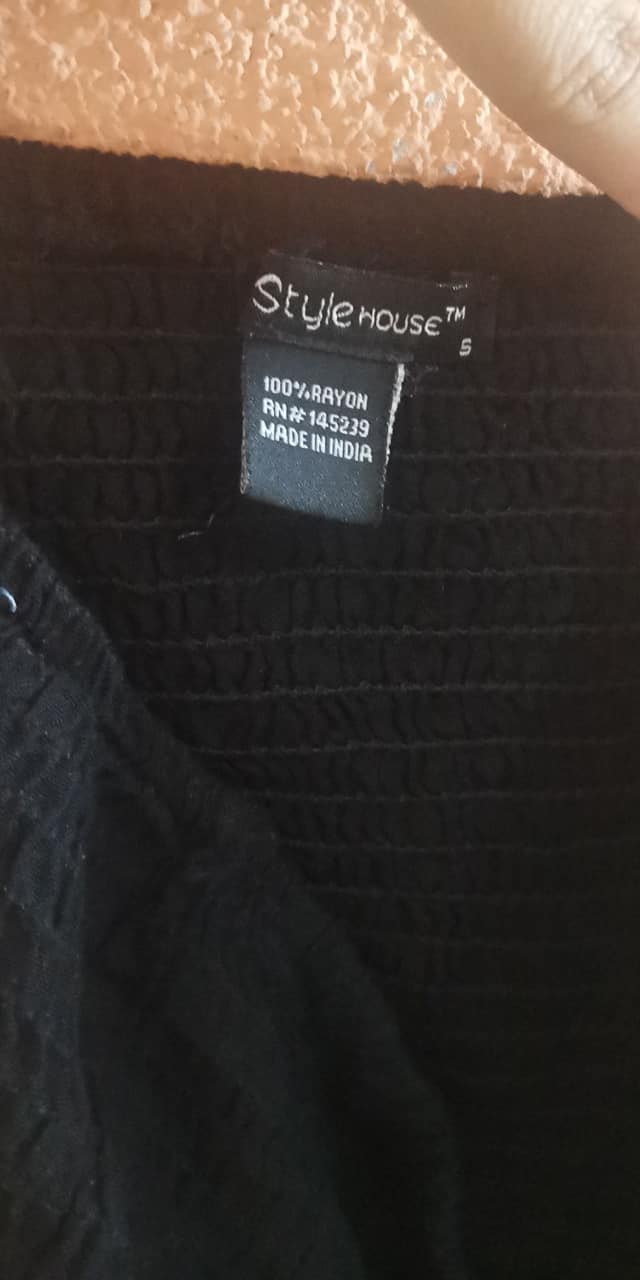 Style HOUSE™
S
100% RAYON
RN# 145239
MADE IN INDIA